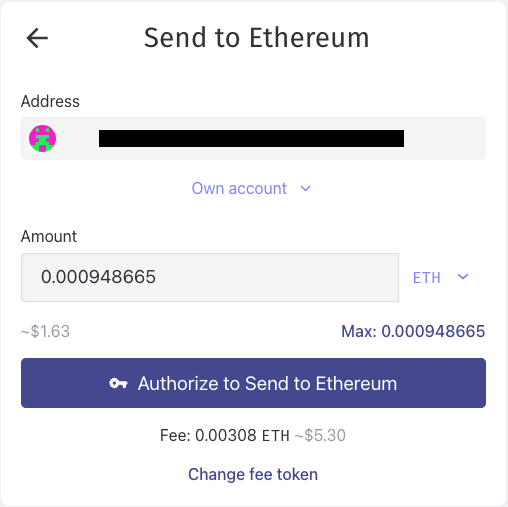 Send to Ethereum
Address
Own account
Amount
0.000948665 ETH
~$1.63 Max: 0.000948665
Authorize to Send to Ethereum
Fee: 0.00308 ETH ~$5.30
Change fee token